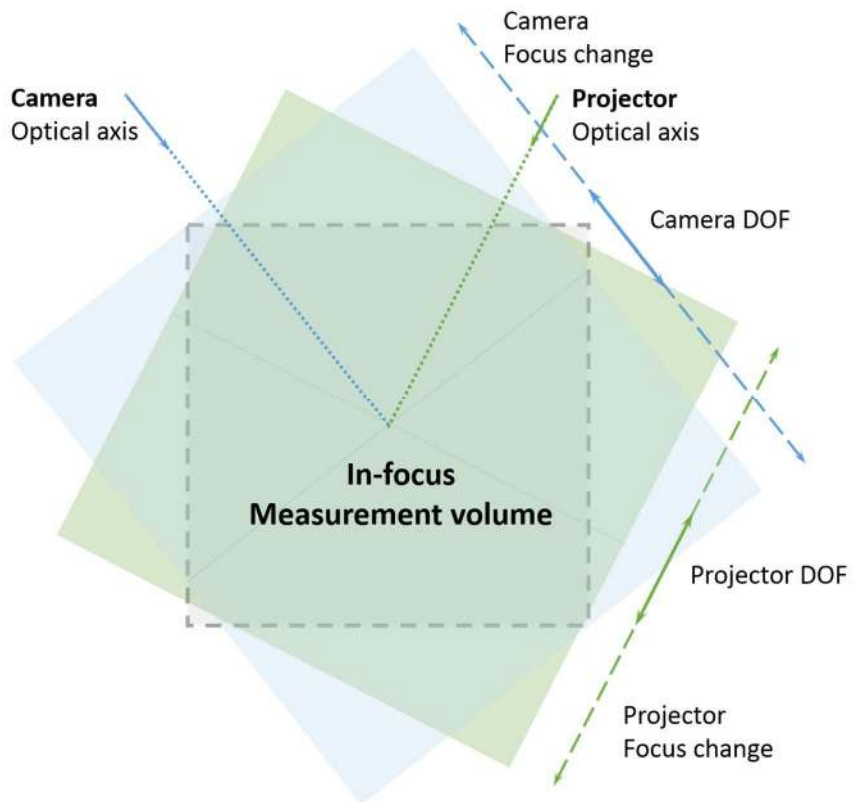 Camera
Focus change
Camera
Optical axis
Projector
Optical axis
Camera DOF
In-focus
Measurement volume
Projector DOF
Projector
Focus change